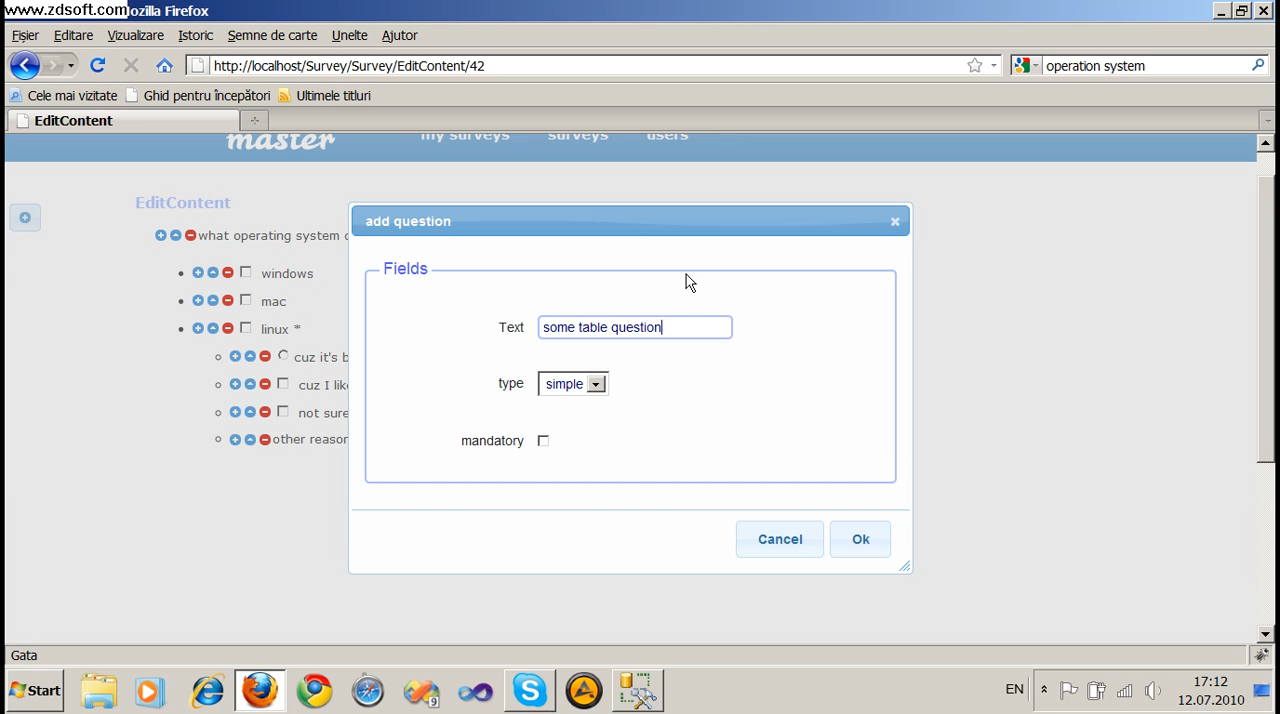 www.zdsoft.com
ozilla Firefox
Fișier Editare Vizualizare Istoric Semne de carte Unelte Ajutor
http://localhost/Survey/Survey/EditContent/42
operation system
Cele mai vizitate Ghid pentru începători Ultimele titluri
EditContent
master my surveys surveys users
EditContent
what operating system
windows
mac
linux *
cuz it's b
cuz I like
not sure
other reason
add question
Fields
Text some table question
type simple
mandatory
Cancel Ok
Gata
Start
9
EN
17:12
12.07.2010